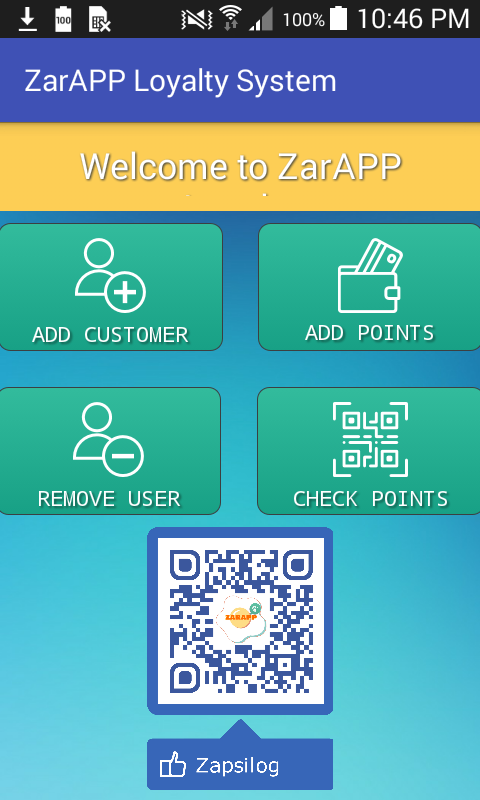 100 100% 10:46 PM
ZarAPP Loyalty System
Welcome to ZarAPP
ADD CUSTOMER
ADD POINTS
REMOVE USER
CHECK POINTS
ZARAPP
Zapsilog